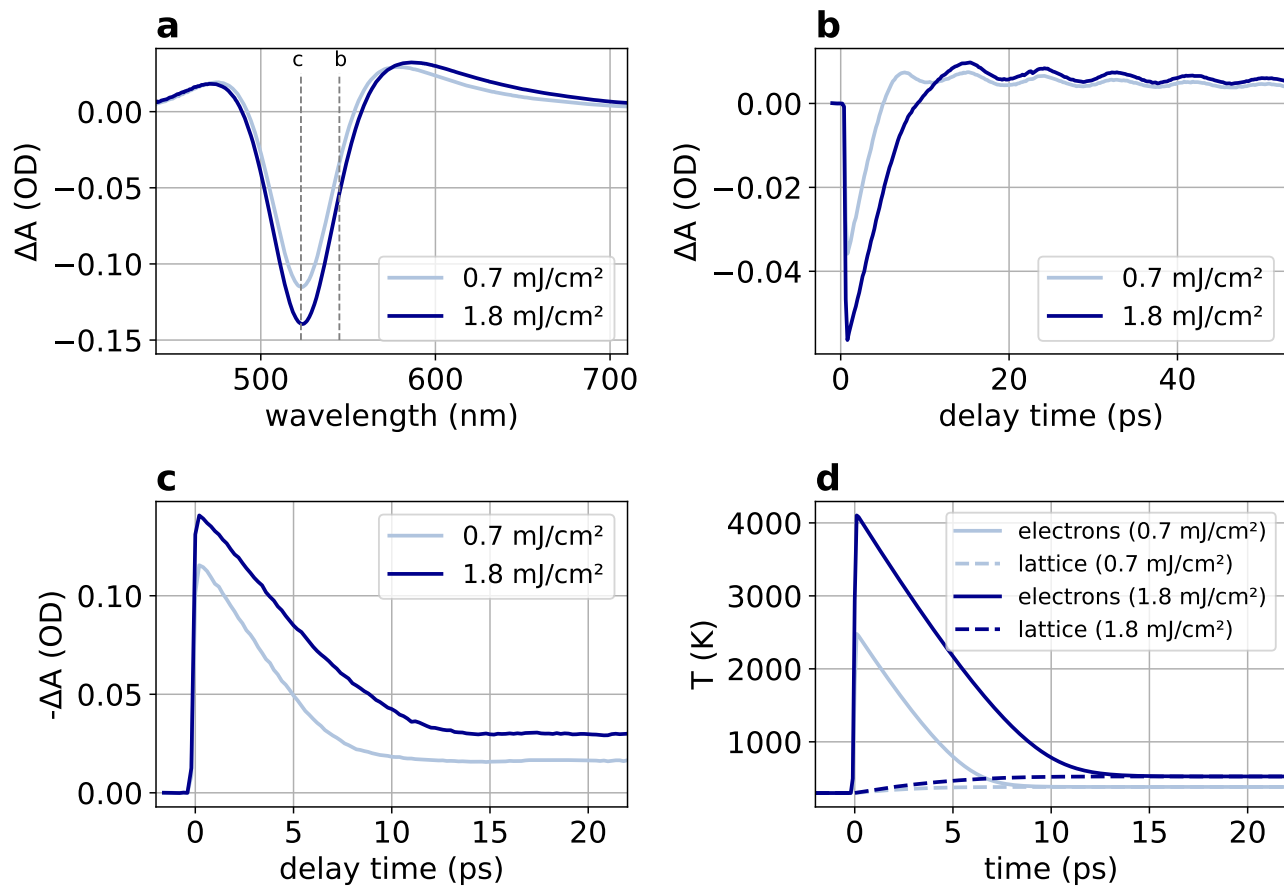 a
c
b
0.00
−0.05
−0.10
−0.15
ΔA (OD)
500
600
700
wavelength (nm)
0.7 mJ/cm²
1.8 mJ/cm²
b
0.00
−0.02
−0.04
ΔA (OD)
0
20
40
delay time (ps)
0.7 mJ/cm²
1.8 mJ/cm²
c
0.10
0.05
0.00
-ΔA (OD)
0
5
10
15
20
delay time (ps)
0.7 mJ/cm²
1.8 mJ/cm²
d
4000
3000
2000
1000
T (K)
0
5
10
15
20
time (ps)
electrons (0.7 mJ/cm²)
lattice (0.7 mJ/cm²)
electrons (1.8 mJ/cm²)
lattice (1.8 mJ/cm²)